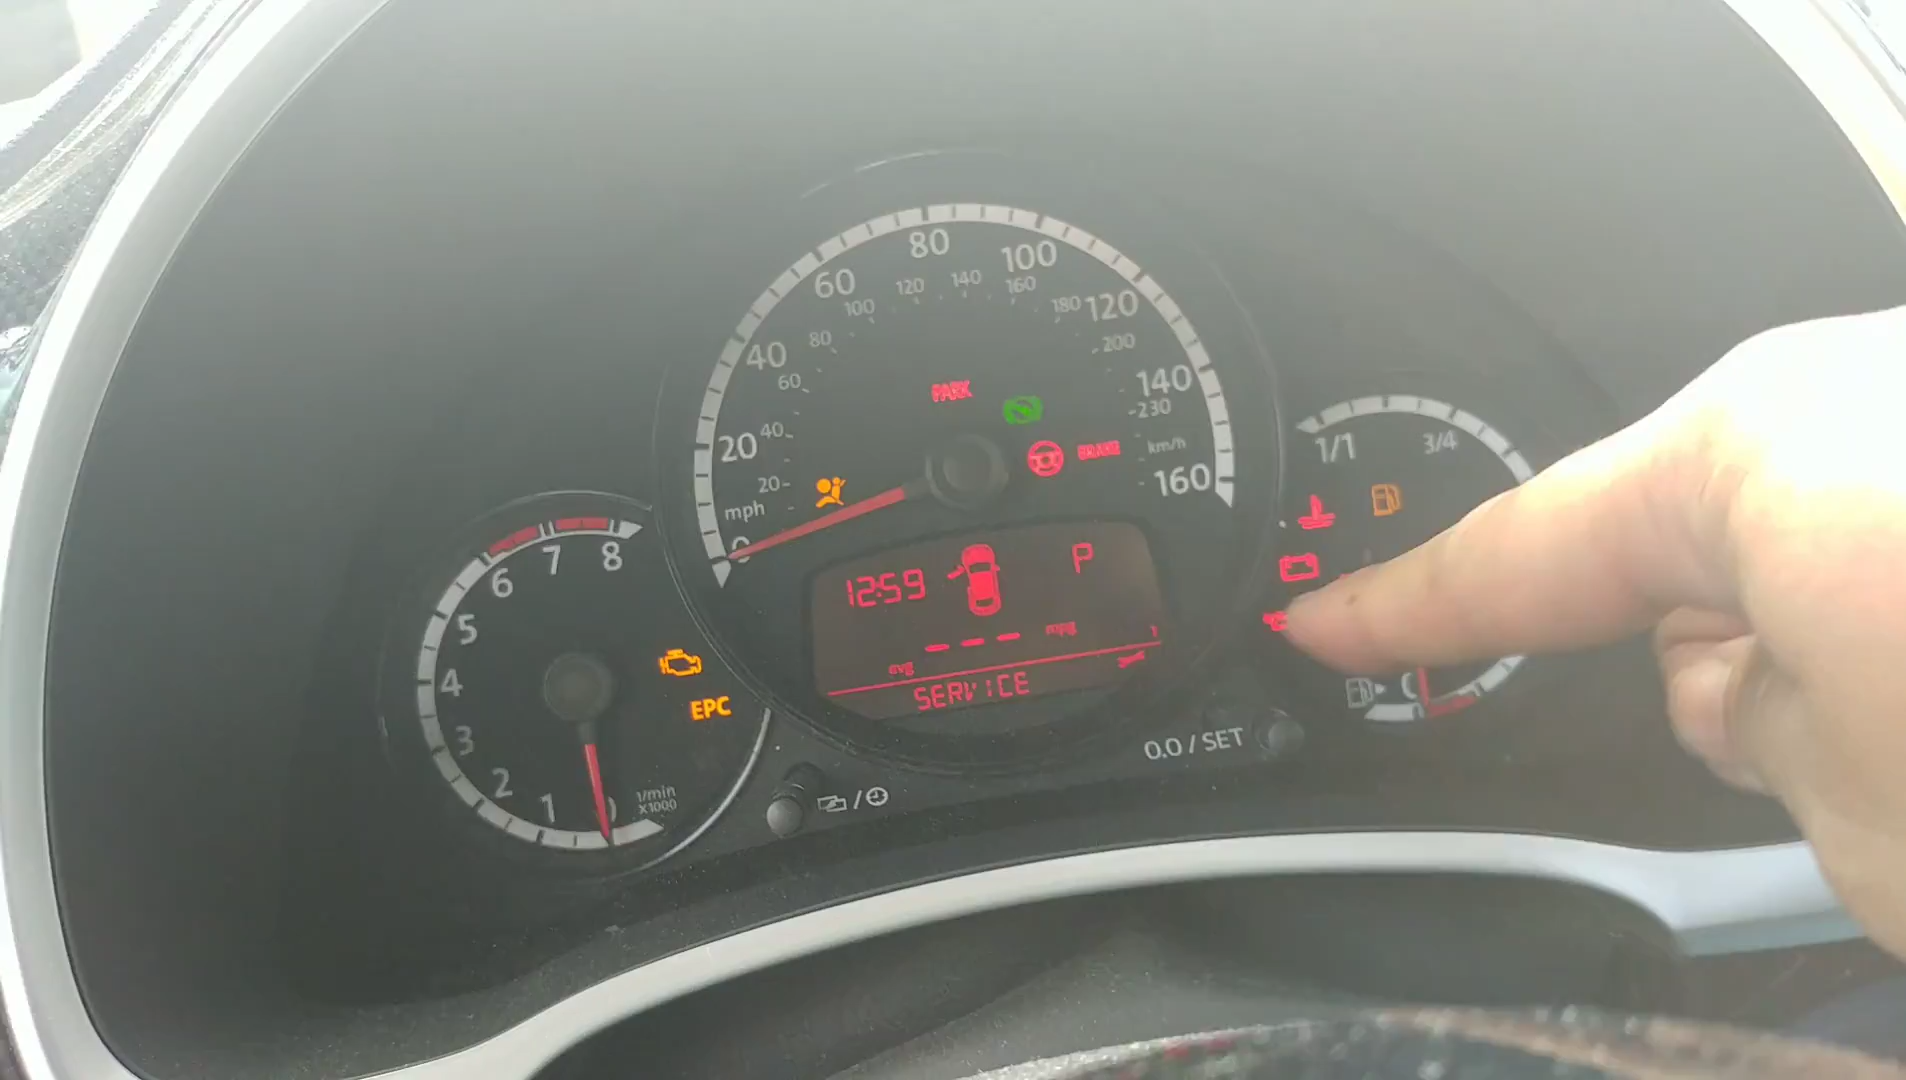 80
100
60
120 140 160
100
180
120
80
200
40
60
140
230
20
40
km/h
160
20
mph
0
PARK
BRAKE
1/1 3/4
12:59
P
--- mpg
avg
1
SERVICE
8
7
6
5
4
3
2
1
1/min
X1000
EPC
0.0 / SET